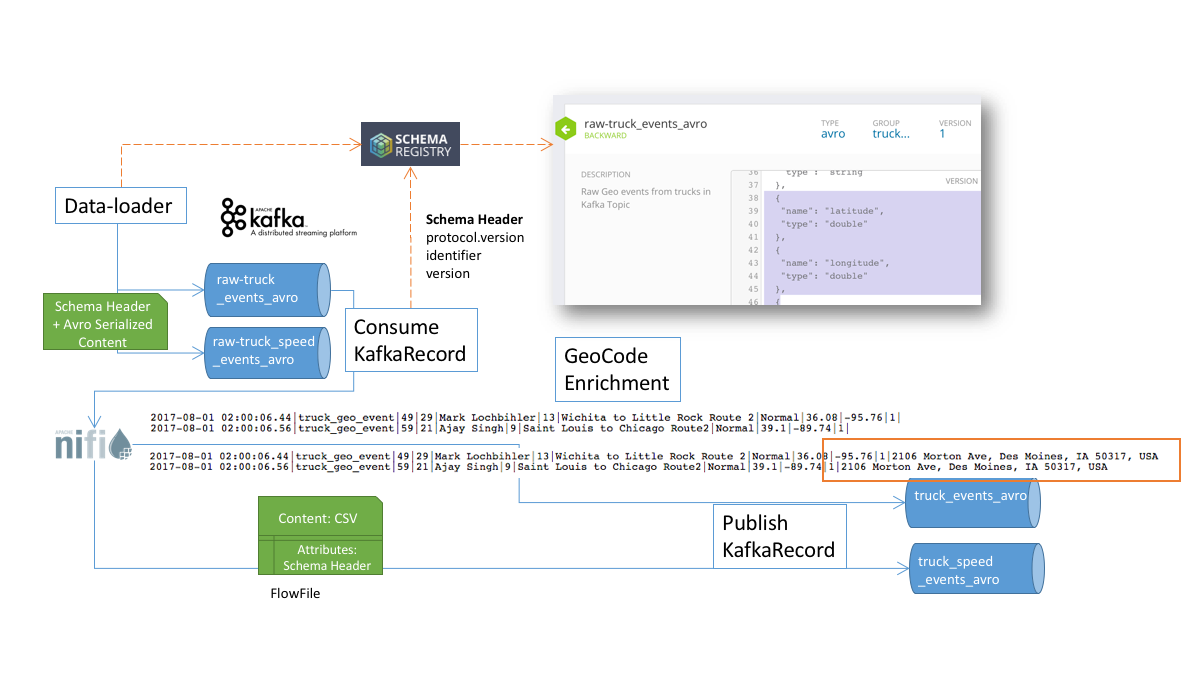 raw-truck_events_avro
BACKWARD
TYPE
avro
GROUP
truck...
VERSION
1
DESCRIPTION
Raw Geo events from trucks in
Kafka Topic
VERSION
36 "type": "string
37 },
38 {
39 "name": "latitude",
40 "type": "double"
41 },
42 {
43 "name": "longitude",
44 "type": "double"
45 },
46 {
SCHEMA
REGISTRY
Data-loader
APACHE
kafka
A distributed streaming platform
Schema Header
protocol.version
identifier
version
raw-truck
_events_avro
Schema Header
+ Avro Serialized
Content
raw-truck_speed
_events_avro
Consume
KafkaRecord
GeoCode
Enrichment
2017-08-01 02:00:06.44|truck_geo_event|49|29|Mark Lochbihler|13|Wichita to Little Rock Route 2|Normal|36.08|-95.76|1|
2017-08-01 02:00:06.56|truck_geo_event|59|21|Ajay Singh|9|Saint Louis to Chicago Route2|Normal|39.1|-89.74|1|
APACHE
nifi
2017-08-01 02:00:06.44|truck_geo_event|49|29|Mark Lochbihler|13|Wichita to Little Rock Route 2|Normal|36.08|-95.76|1|2106 Morton Ave, Des Moines, IA 50317, USA
2017-08-01 02:00:06.56|truck_geo_event|59|21|Ajay Singh|9|Saint Louis to Chicago Route2|Normal|39.1|-89.74|1|2106 Morton Ave, Des Moines, IA 50317, USA
truck_events_avro
Content: CSV
Attributes:
Schema Header
FlowFile
Publish
KafkaRecord
truck_speed
_events_avro